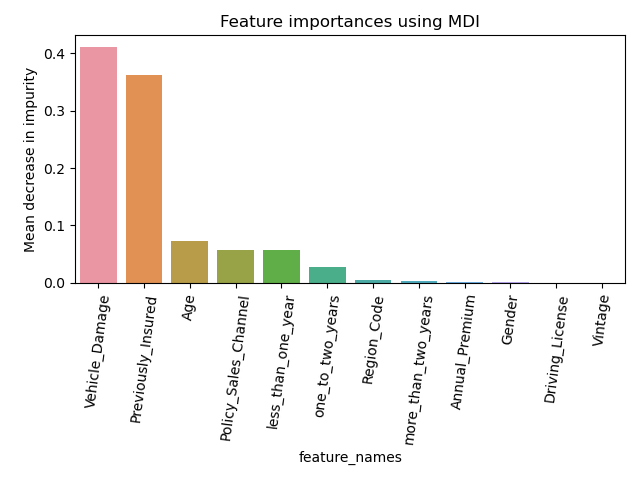 Feature importances using MDI
Mean decrease in impurity
0.4
0.3
0.2
0.1
0.0
Vehicle_Damage
Previously_Insured
Age
Policy_Sales_Channel
less_than_one_year
one_to_two_years
Region_Code
more_than_two_years
Annual_Premium
Gender
Driving_License
Vintage
feature_names